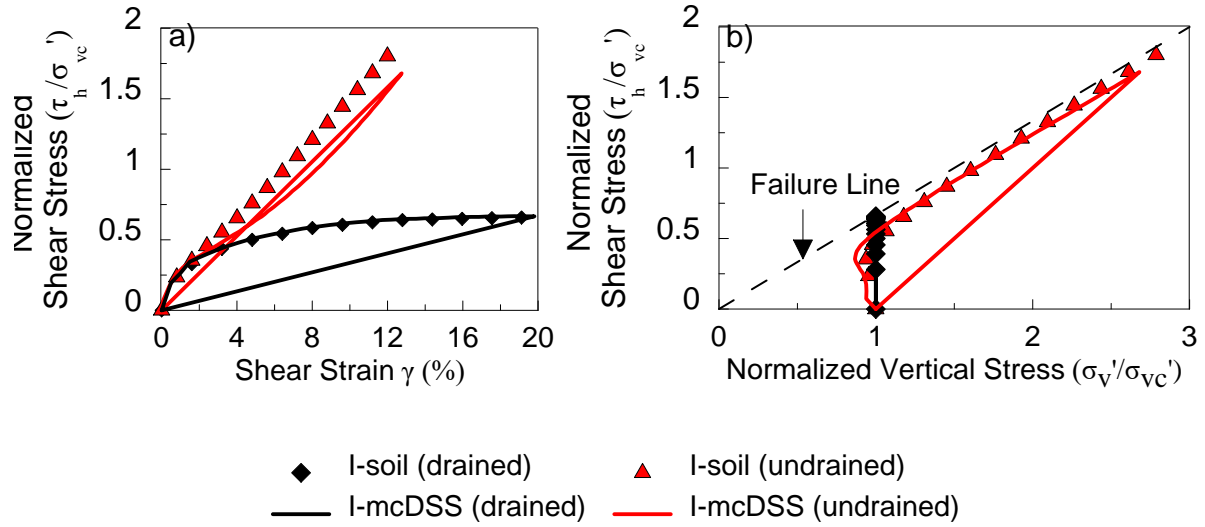 a)
Normalized
Shear Stress (τh/σvc')
2
1.5
1
0.5
0
0 4 8 12 16 20
Shear Strain γ (%)
b)
Normalized
Shear Stress (τh/σvc')
2
1.5
1
0.5
0
Failure Line
0 1 2 3
Normalized Vertical Stress (σv'/σvc')
I-soil (drained) I-soil (undrained)
I-mcDSS (drained) I-mcDSS (undrained)